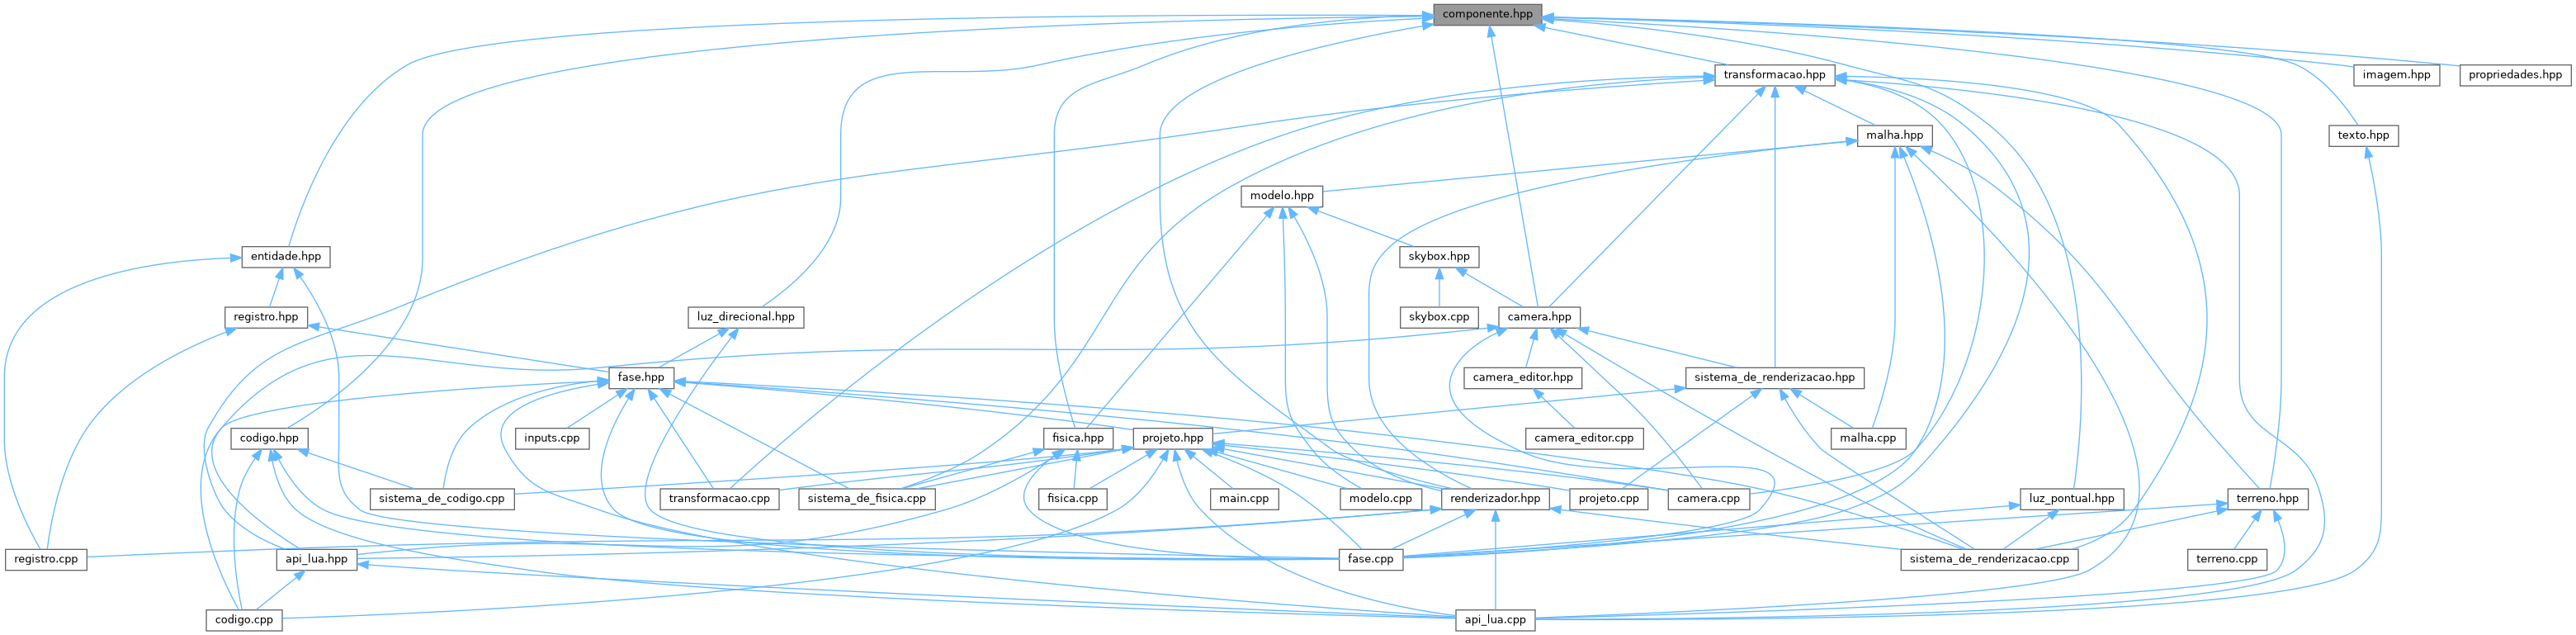 componente.hpp
transformacao.hpp
imagem.hpp
propriedades.hpp
malha.hpp
texto.hpp
modelo.hpp
entidade.hpp
skybox.hpp
registro.hpp
luz_direcional.hpp
skybox.cpp
camera.hpp
fase.hpp
camera_editor.hpp
sistema_de_renderizacao.hpp
codigo.hpp
inputs.cpp
fisica.hpp
projeto.hpp
camera_editor.cpp
malha.cpp
sistema_de_codigo.cpp
transformacao.cpp
sistema_de_fisica.cpp
fisica.cpp
main.cpp
modelo.cpp
renderizador.hpp
projeto.cpp
camera.cpp
luz_pontual.hpp
terreno.hpp
registro.cpp
api_lua.hpp
fase.cpp
sistema_de_renderizacao.cpp
terreno.cpp
codigo.cpp
api_lua.cpp